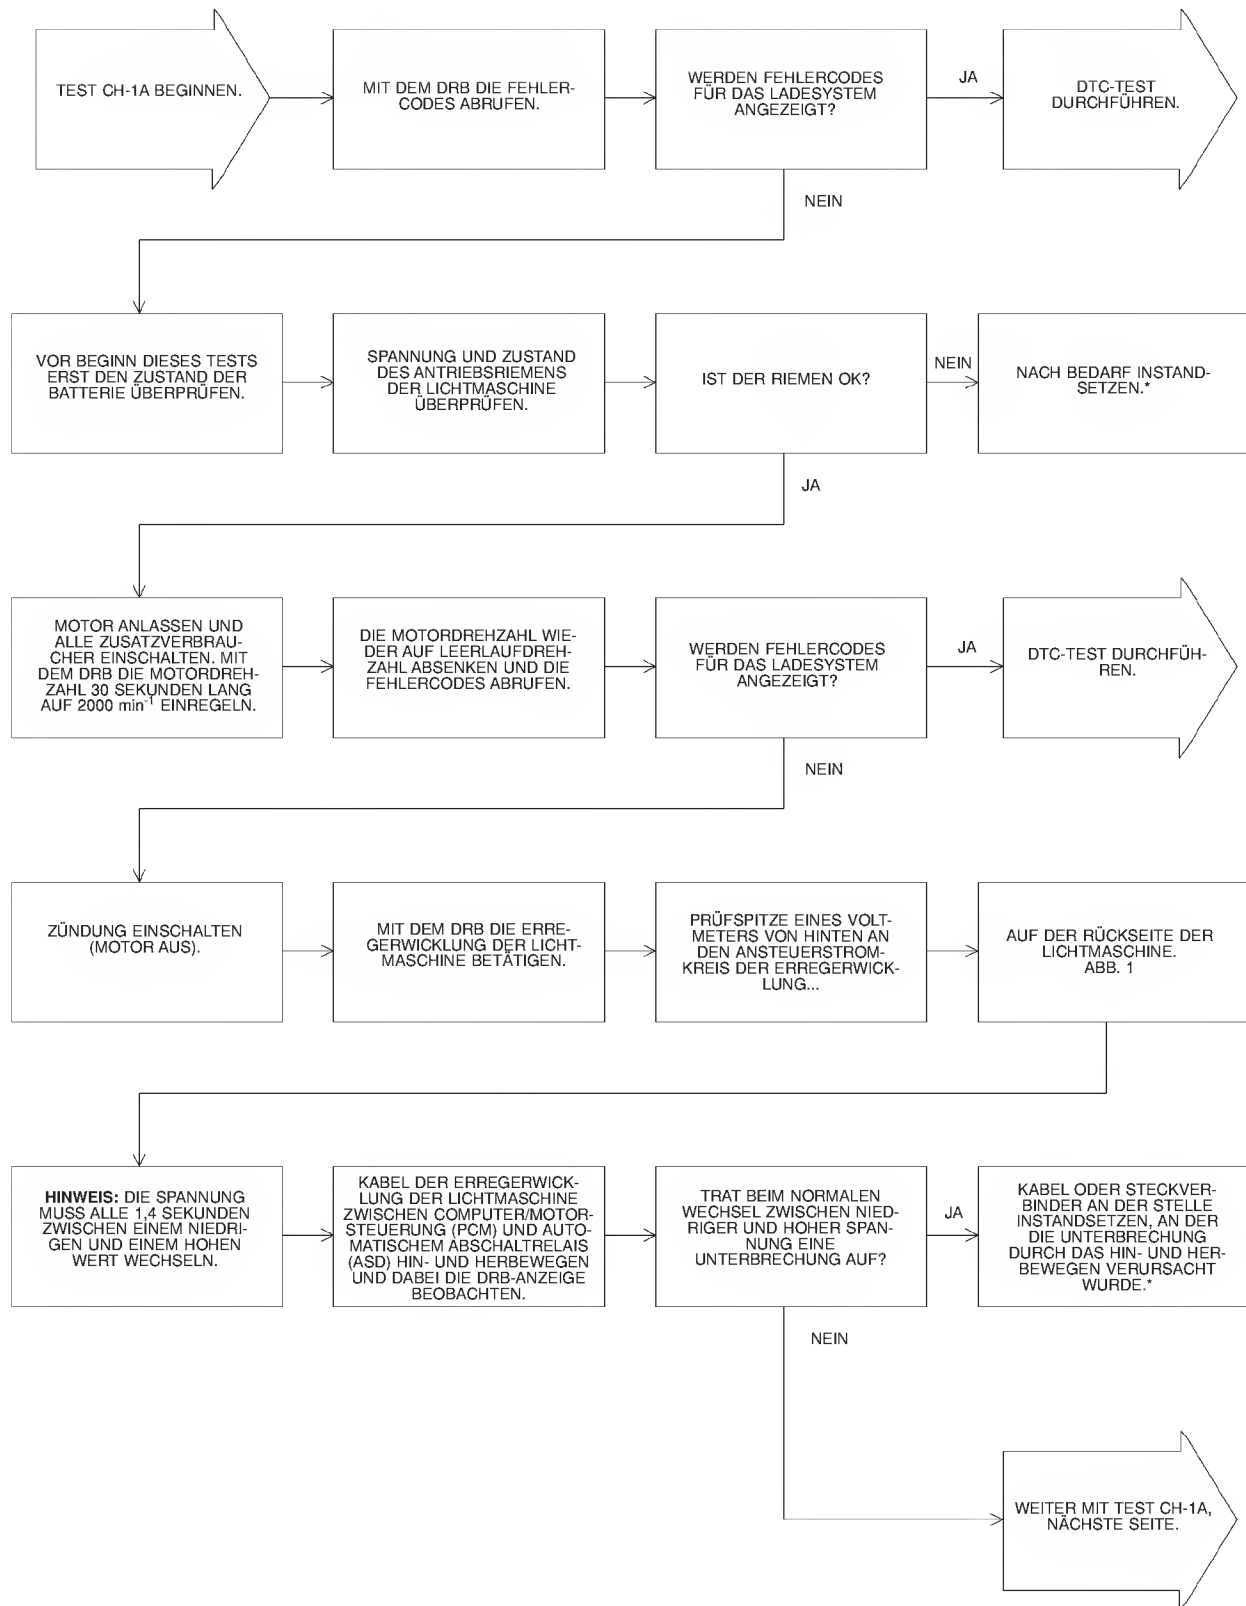 TEST CH-1A BEGINNEN.
MIT DEM DRB DIE FEHLER-
CODES ABRUFEN.
WERDEN FEHLERCODES
FÜR DAS LADESYSTEM
ANGEZEIGT?
JA
DTC-TEST
DURCHFÜHREN.
NEIN
VOR BEGINN DIESES TESTS
ERST DEN ZUSTAND DER
BATTERIE ÜBERPRÜFEN.
SPANNUNG UND ZUSTAND
DES ANTRIEBSRIEMENS
DER LICHTMASCHINE
ÜBERPRÜFEN.
IST DER RIEMEN OK?
NEIN
NACH BEDARF INSTAND-
SETZEN.*
JA
MOTOR ANLASSEN UND
ALLE ZUSATZVERBRAU-
CHER EINSCHALTEN. MIT
DEM DRB DIE MOTORDREH-
ZAHL 30 SEKUNDEN LANG
AUF 2000 min⁻¹ EINREGELN.
DIE MOTORDREHZAHL WIE-
DER AUF LEERLAUFDREH-
ZAHL ABSENKEN UND DIE
FEHLERCODES ABRUFEN.
WERDEN FEHLERCODES
FÜR DAS LADESYSTEM
ANGEZEIGT?
JA
DTC-TEST DURCHFÜH-
REN.
NEIN
ZÜNDUNG EINSCHALTEN
(MOTOR AUS).
MIT DEM DRB DIE ERRE-
GERWICKLUNG DER LICHT-
MASCHINE BETÄTIGEN.
PRÜFSPITZE EINES VOLT-
METERS VON HINTEN AN
DEN ANSTEUERSTROM-
KREIS DER ERREGERWICK-
LUNG...
AUF DER RÜCKSEITE DER
LICHTMASCHINE.
ABB. 1
HINWEIS: DIE SPANNUNG
MUSS ALLE 1,4 SEKUNDEN
ZWISCHEN EINEM NIEDRI-
GEN UND EINEM HOHEN
WERT WECHSELN.
KABEL DER ERREGERWICK-
LUNG DER LICHTMASCHINE
ZWISCHEN COMPUTER/MOTOR-
STEUERUNG (PCM) UND AUTO-
MATISCHEM ABSCHALTRELAIS
(ASD) HIN- UND HERBEWEGEN
UND DABEI DIE DRB-ANZEIGE
BEOBACHTEN.
TRAT BEIM NORMALEN
WECHSEL ZWISCHEN NIED-
RIGER UND HOHER SPAN-
NUNG EINE
UNTERBRECHUNG AUF?
JA
KABEL ODER STECKVER-
BINDER AN DER STELLE
INSTANDSETZEN, AN DER
DIE UNTERBRECHUNG
DURCH DAS HIN- UND HER-
BEWEGEN VERURSACHT
WURDE.*
NEIN
WEITER MIT TEST CH-1A,
NÄCHSTE SEITE.